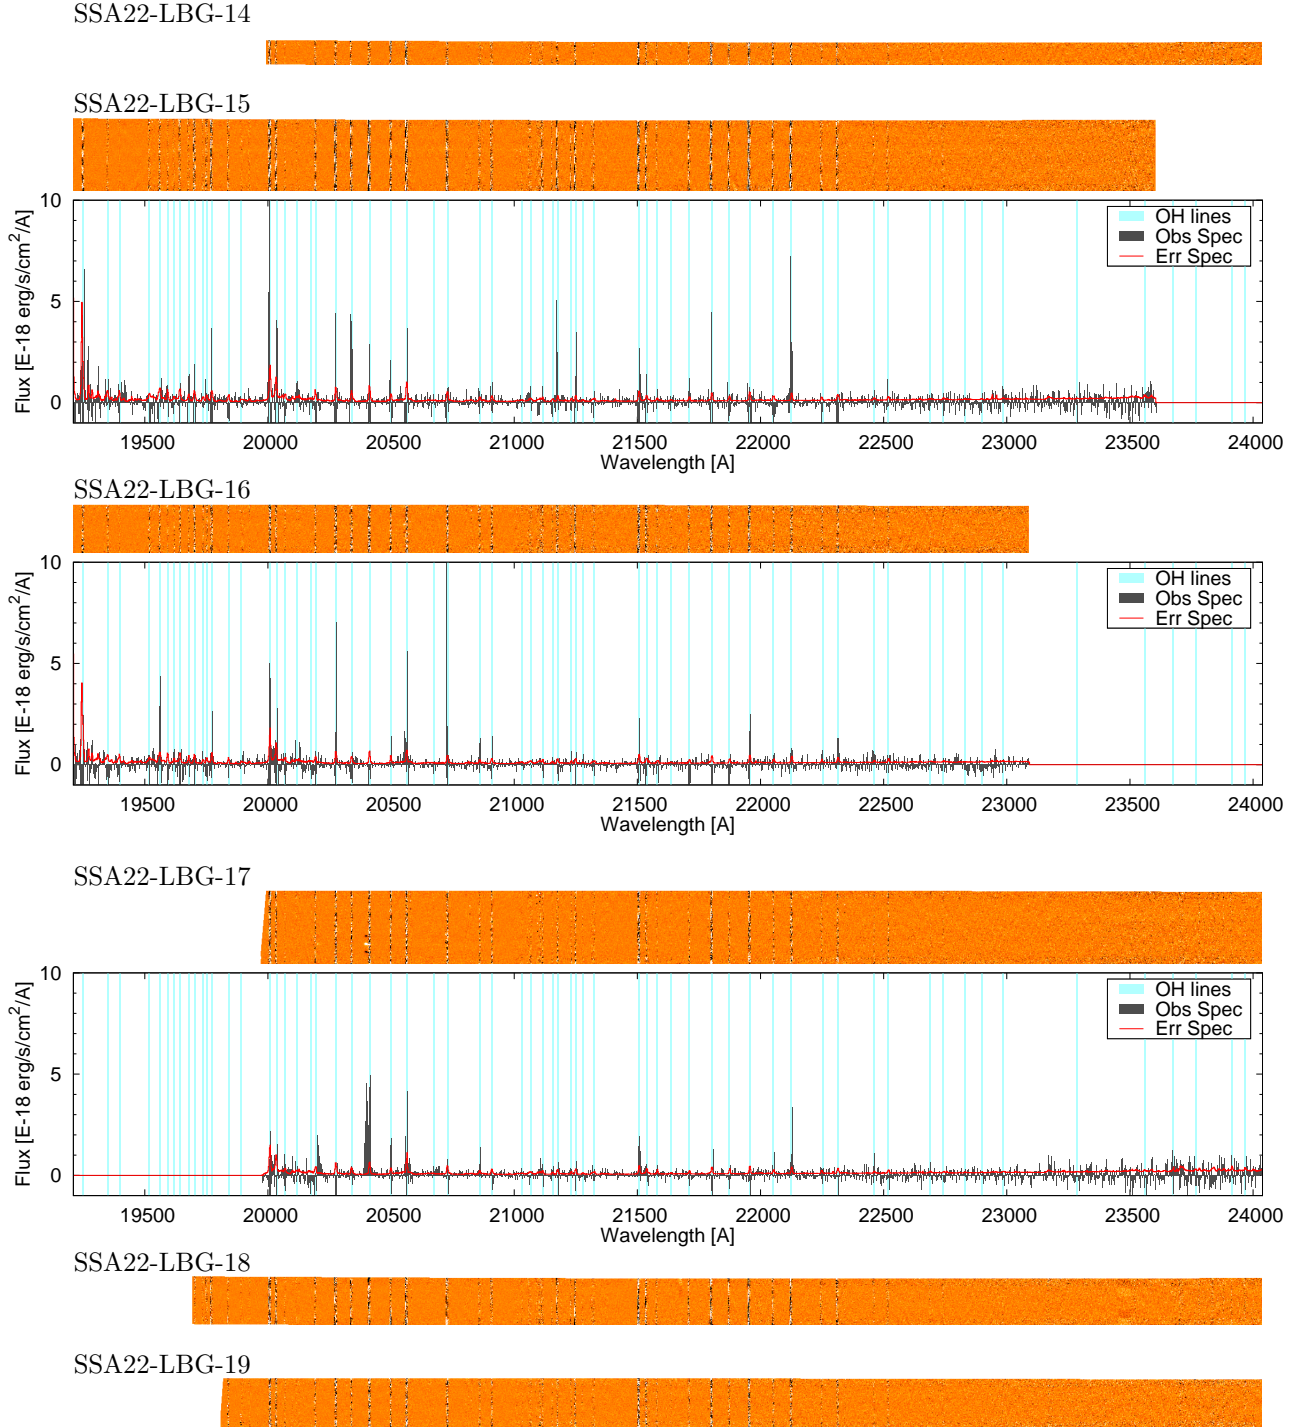 SSA22-LBG-14
SSA22-LBG-15
10
5
0
Flux [E-18 erg/s/cm²/A]
OH lines
Obs Spec
Err Spec
19500 20000 20500 21000 21500 22000 22500 23000 23500 24000
Wavelength [A]
SSA22-LBG-16
10
5
0
Flux [E-18 erg/s/cm²/A]
OH lines
Obs Spec
Err Spec
19500 20000 20500 21000 21500 22000 22500 23000 23500 24000
Wavelength [A]
SSA22-LBG-17
10
5
0
Flux [E-18 erg/s/cm²/A]
OH lines
Obs Spec
Err Spec
19500 20000 20500 21000 21500 22000 22500 23000 23500 24000
Wavelength [A]
SSA22-LBG-18
SSA22-LBG-19